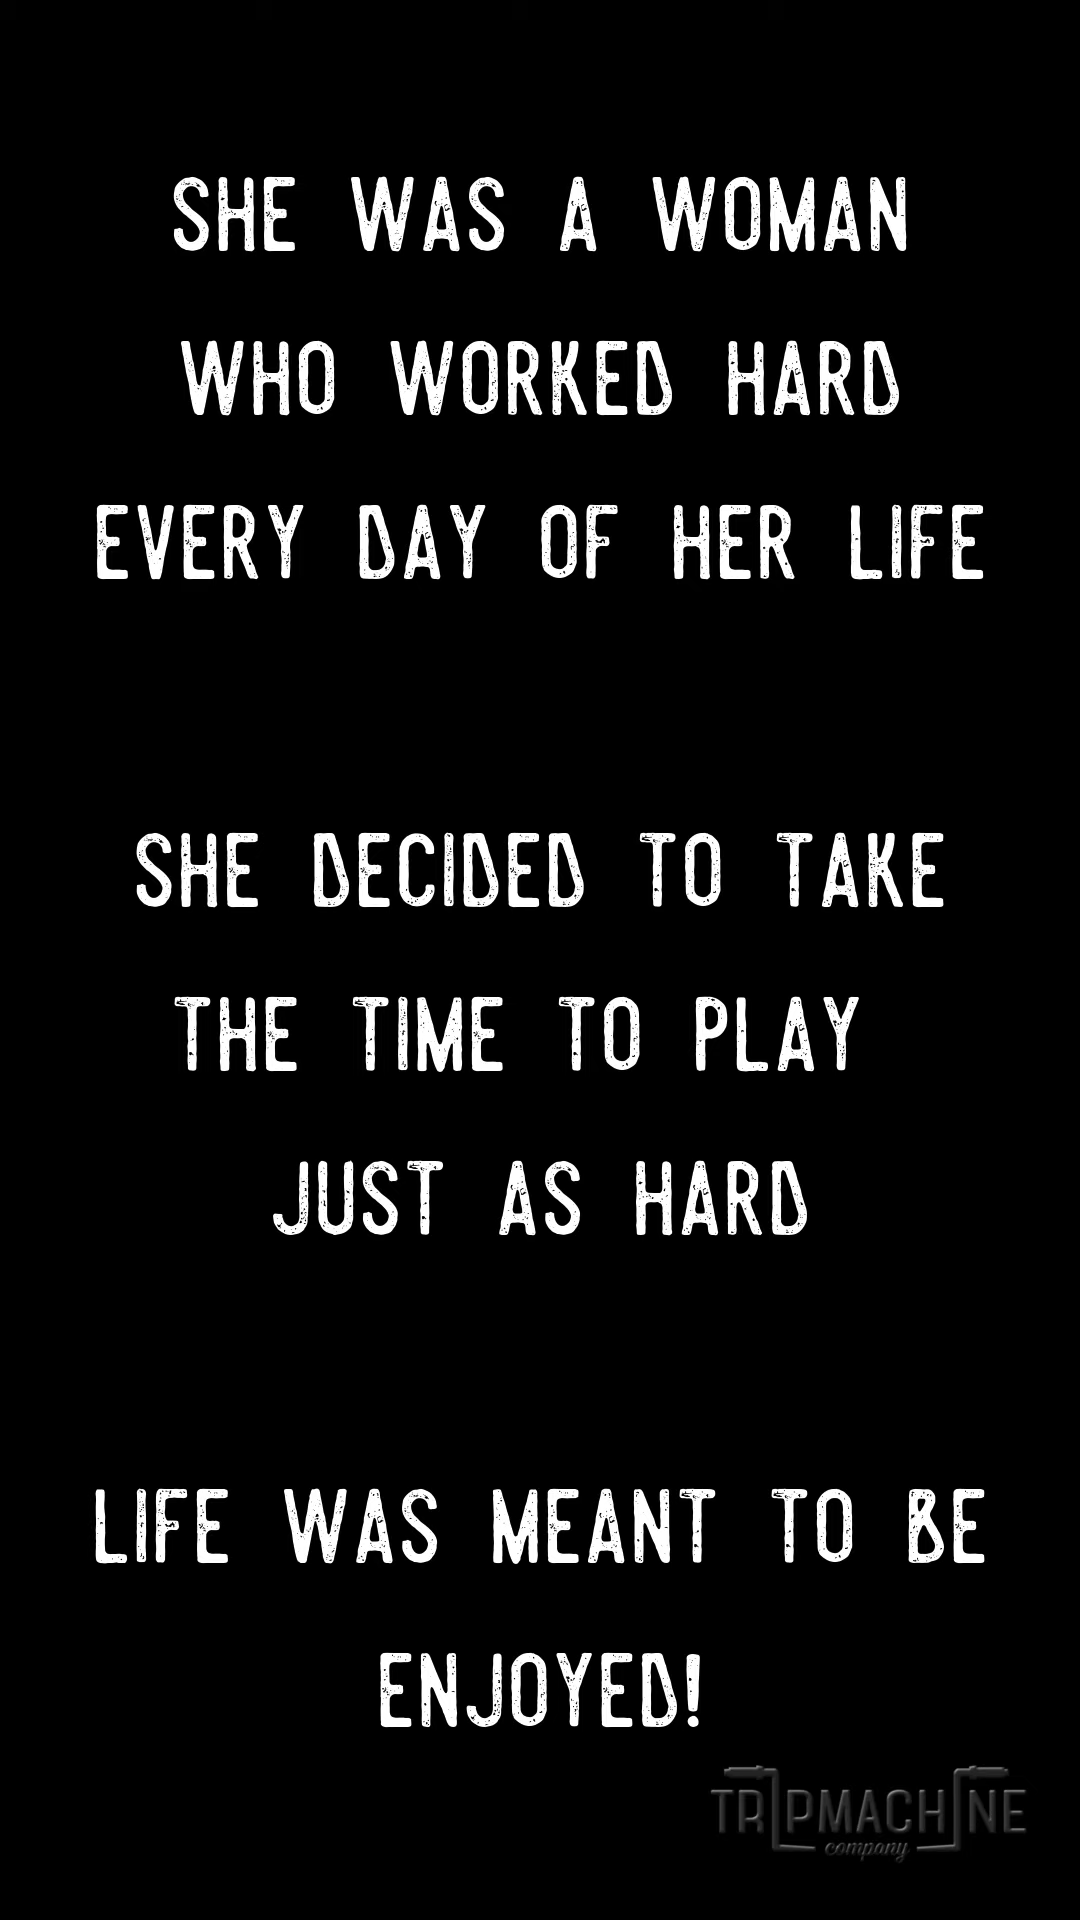 SHE WAS A WOMAN
WHO WORKED HARD
EVERY DAY OF HER LIFE
SHE DECIDED TO TAKE
THE TIME TO PLAY
JUST AS HARD
LIFE WAS MEANT TO BE
ENJOYED!
TRIPMACHINE
company